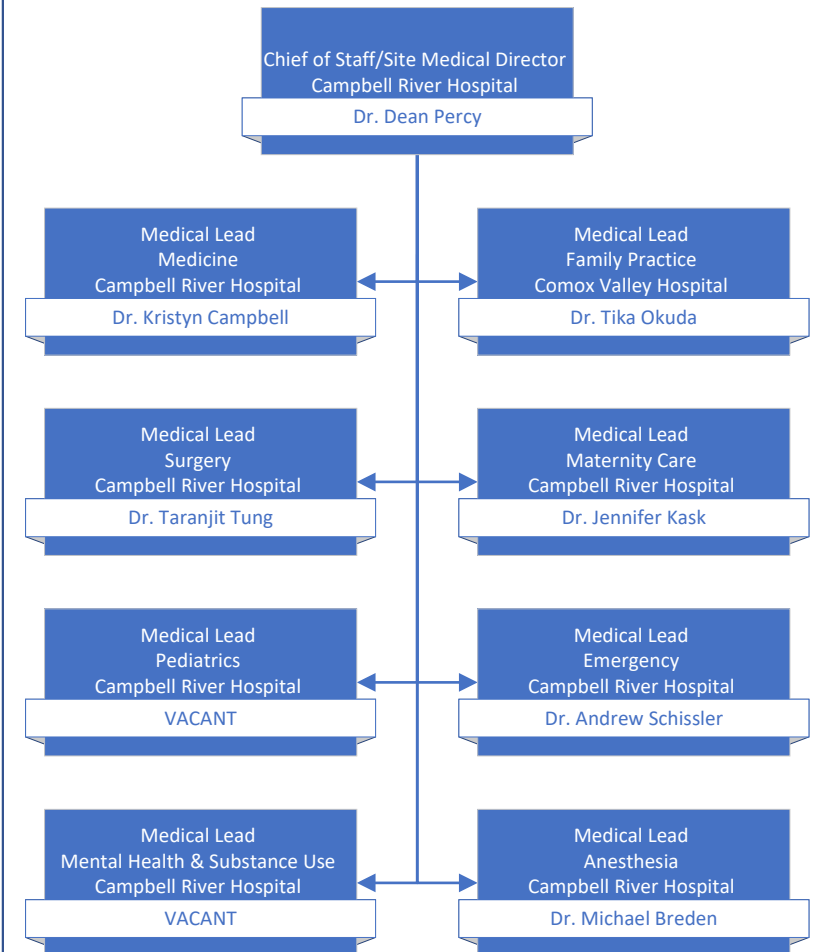 Chief of Staff/Site Medical Director
Campbell River Hospital
Dr. Dean Percy
Medical Lead
Medicine
Campbell River Hospital
Dr. Kristyn Campbell
Medical Lead
Family Practice
Comox Valley Hospital
Dr. Tika Okuda
Medical Lead
Surgery
Campbell River Hospital
Dr. Taranjit Tung
Medical Lead
Maternity Care
Campbell River Hospital
Dr. Jennifer Kask
Medical Lead
Pediatrics
Campbell River Hospital
VACANT
Medical Lead
Emergency
Campbell River Hospital
Dr. Andrew Schissler
Medical Lead
Mental Health & Substance Use
Campbell River Hospital
VACANT
Medical Lead
Anesthesia
Campbell River Hospital
Dr. Michael Breden